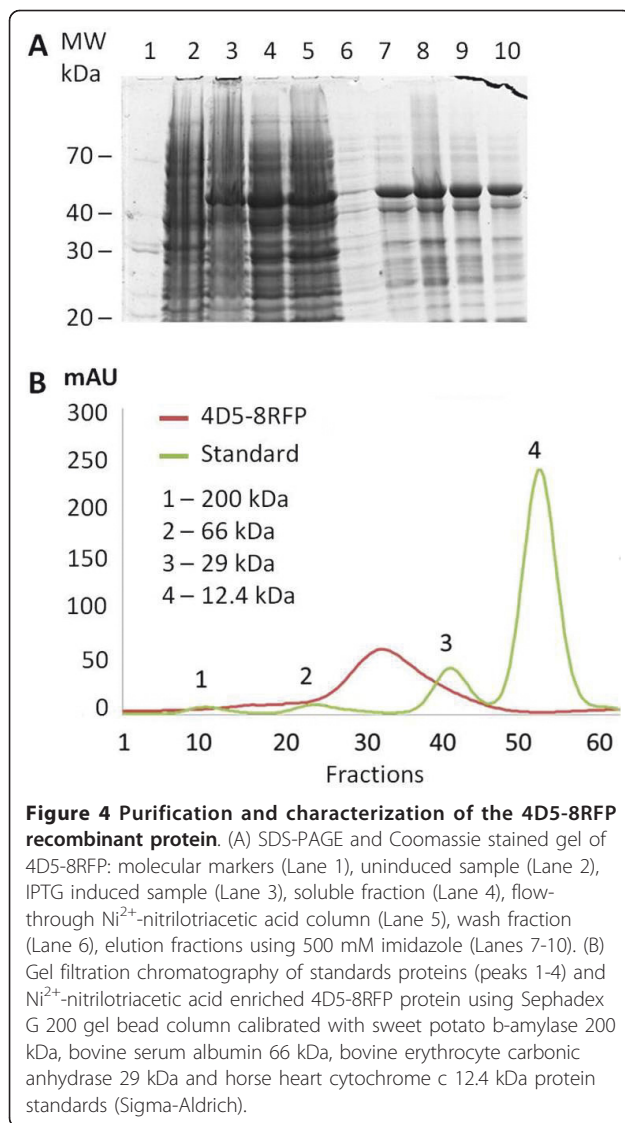 A MW 1 2 3 4 5 6 7 8 9 10
kDa
70 –
40 –
30 –
20 –
B mAU
300
250
200
150
100
50
0
4D5-8RFP
Standard
1 – 200 kDa
2 – 66 kDa
3 – 29 kDa
4 – 12.4 kDa
1 2 3 4
1 10 20 30 40 50 60
Fractions
Figure 4 Purification and characterization of the 4D5-8RFP
recombinant protein. (A) SDS-PAGE and Coomassie stained gel of
4D5-8RFP: molecular markers (Lane 1), uninduced sample (Lane 2),
IPTG induced sample (Lane 3), soluble fraction (Lane 4), flow-
through Ni²⁺-nitrilotriacetic acid column (Lane 5), wash fraction
(Lane 6), elution fractions using 500 mM imidazole (Lanes 7-10). (B)
Gel filtration chromatography of standards proteins (peaks 1-4) and
Ni²⁺-nitrilotriacetic acid enriched 4D5-8RFP protein using Sephadex
G 200 gel bead column calibrated with sweet potato b-amylase 200
kDa, bovine serum albumin 66 kDa, bovine erythrocyte carbonic
anhydrase 29 kDa and horse heart cytochrome c 12.4 kDa protein
standards (Sigma-Aldrich).